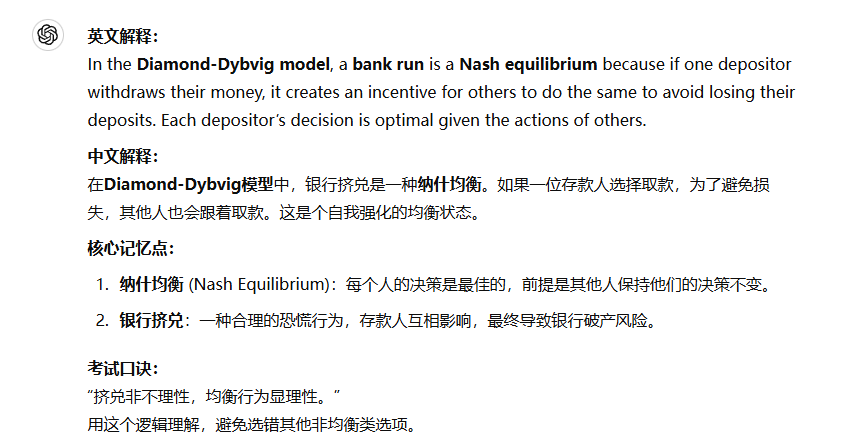 英文解释：
In the Diamond-Dybvig model, a bank run is a Nash equilibrium because if one depositor
withdraws their money, it creates an incentive for others to do the same to avoid losing their
deposits. Each depositor’s decision is optimal given the actions of others.
中文解释：
在Diamond-Dybvig模型中，银行挤兑是一种纳什均衡。如果一位存款人选择取款，为了避免损
失，其他人也会跟着取款。这是个自我强化的均衡状态。
核心记忆点：
1. 纳什均衡 (Nash Equilibrium)：每个人的决策是最佳的，前提是其他人保持他们的决策不变。
2. 银行挤兑：一种合理的恐慌行为，存款人互相影响，最终导致银行破产风险。
考试口诀：
“挤兑非不理性，均衡行为显理性。”
用这个逻辑理解，避免选错其他非均衡类选项。